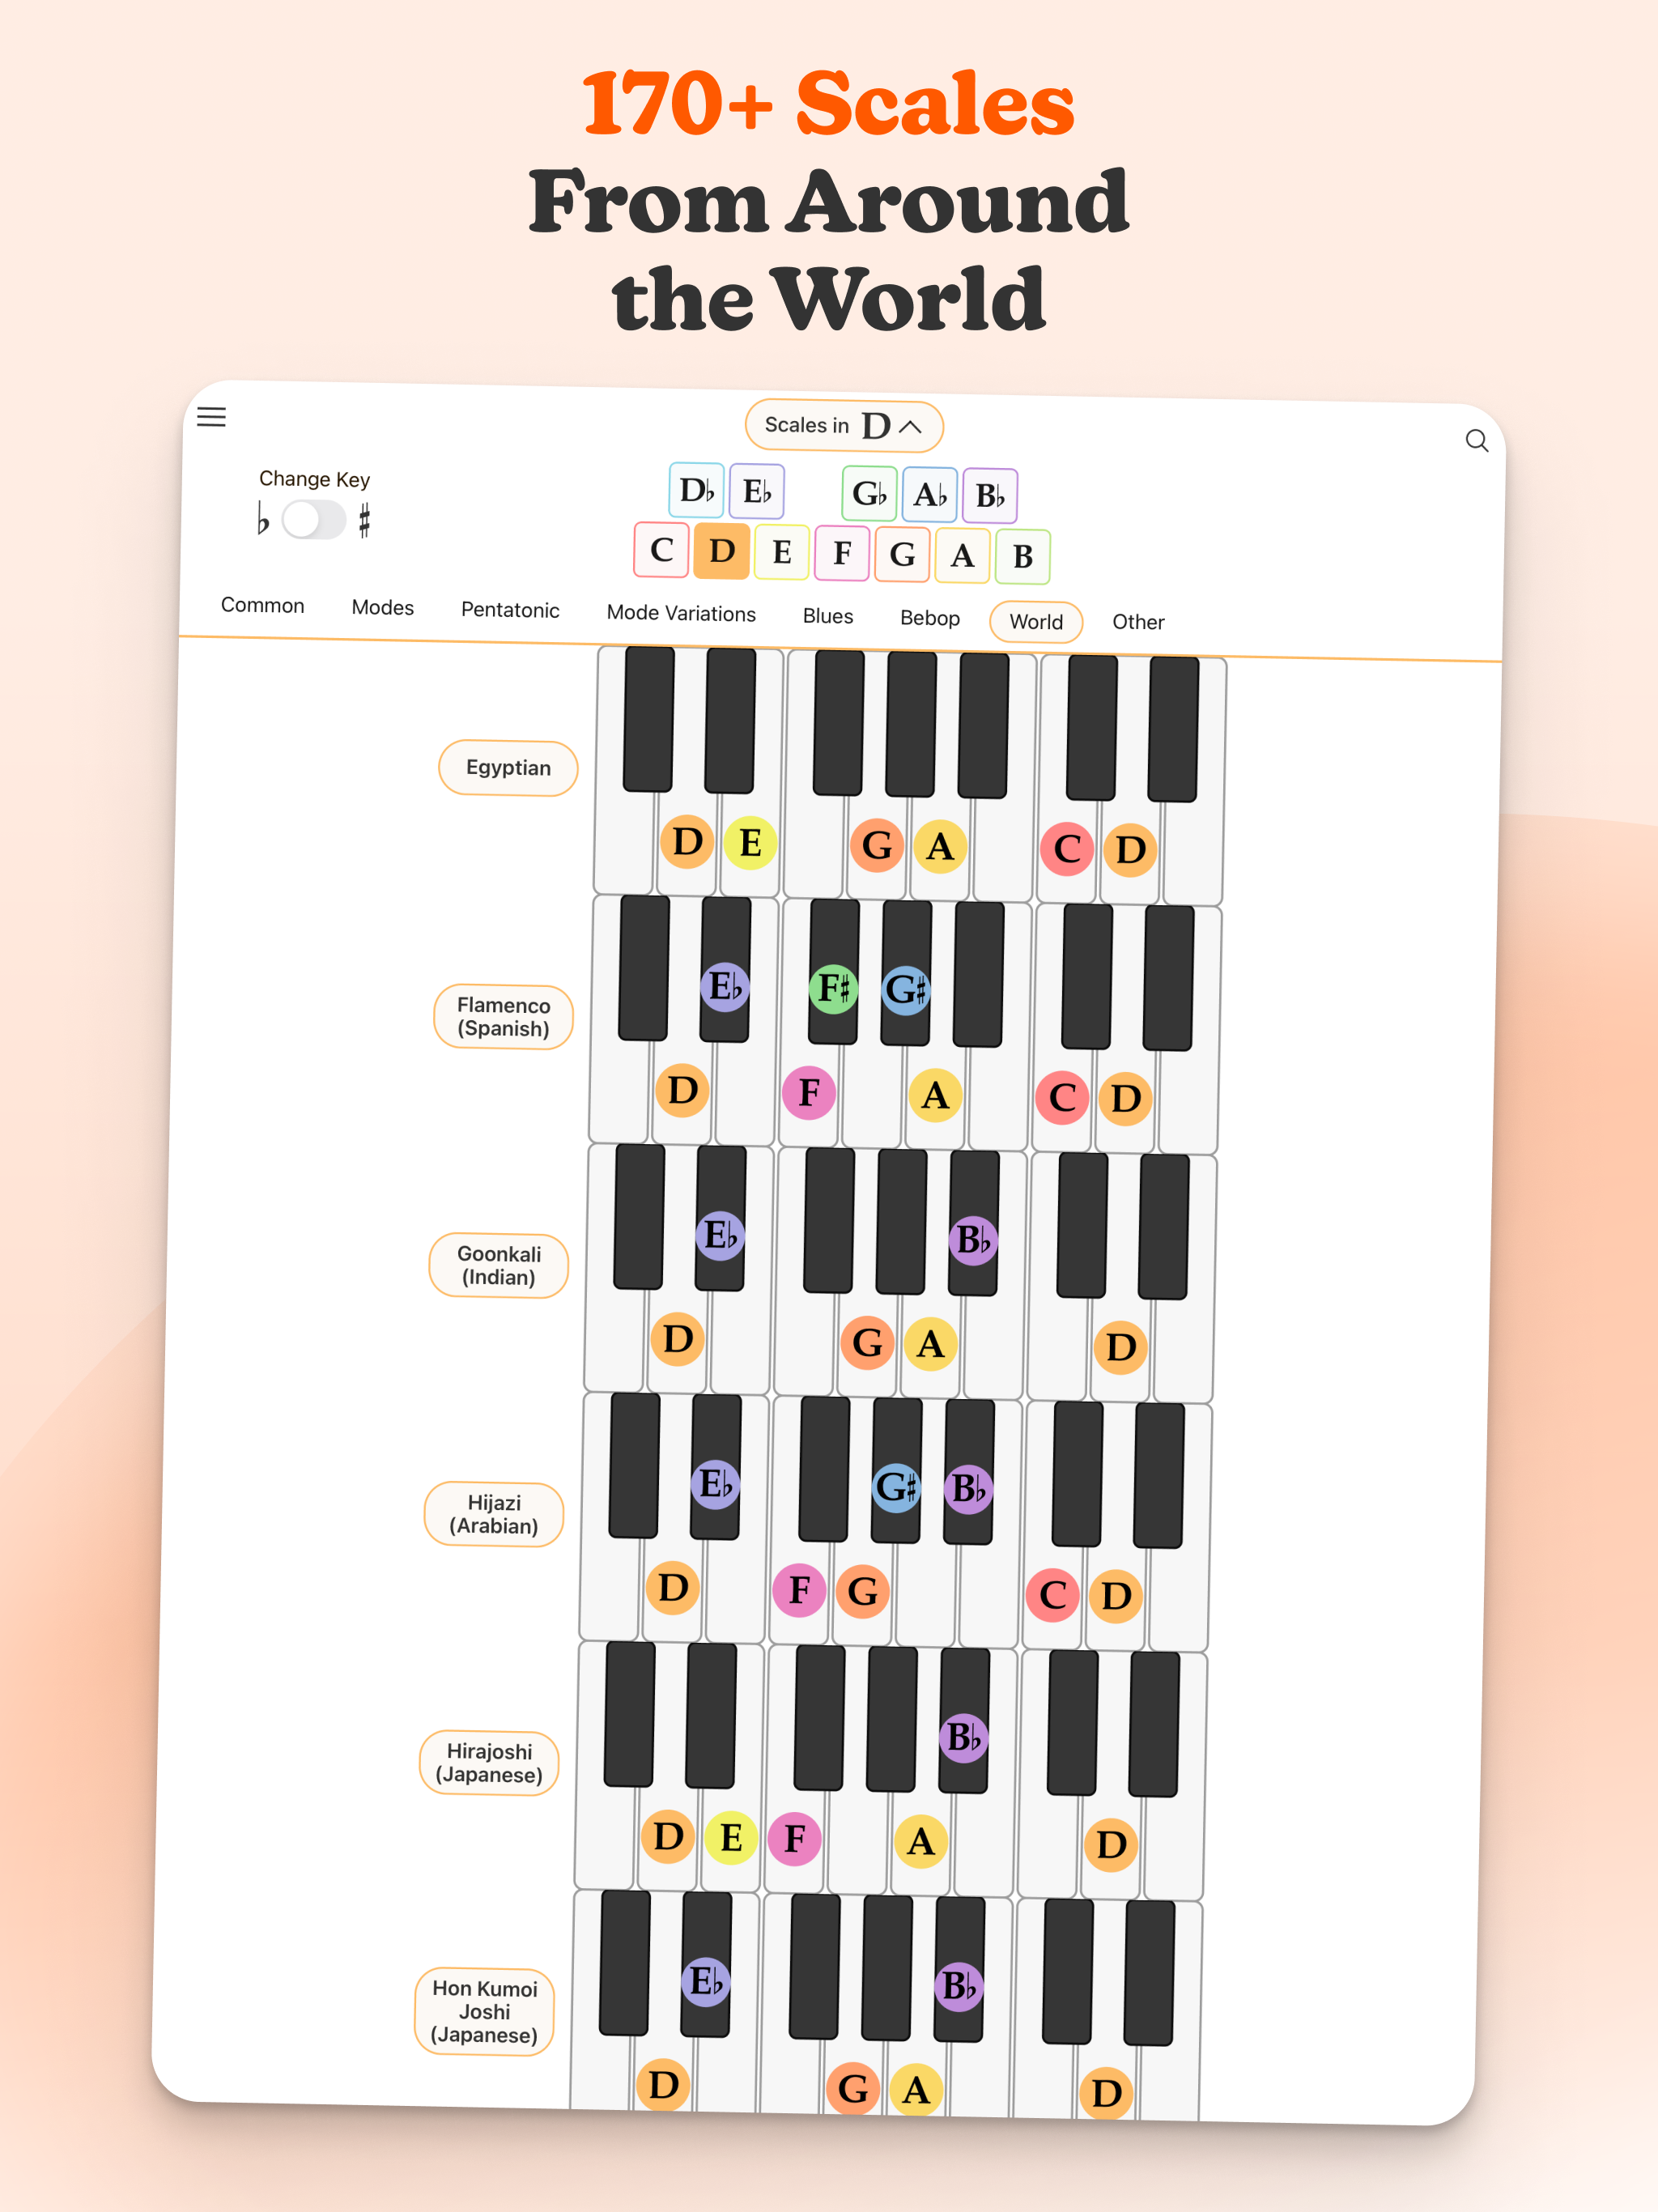 170+ Scales
From Around
the World
Scales in D
Change Key
♭ ♯
D♭ E♭ G♭ A♭ B♭
C D E F G A B
Common Modes Pentatonic Mode Variations Blues Bebop World Other
Egyptian
D E G A C D
E♭ F♯ G♯
Flamenco
(Spanish)
D F A C D
E♭ B♭
Goonkali
(Indian)
D G A D
E♭ G♯ B♭
Hijazi
(Arabian)
D F G C D
B♭
Hirajoshi
(Japanese)
D E F A D
E♭ B♭
Hon Kumoi
Joshi
(Japanese)
D G A D